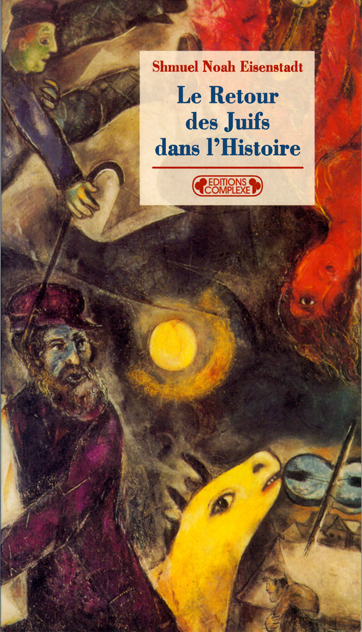 Shmuel Noah Eisenstadt
Le Retour
des Juifs
dans l'Histoire
EDITIONS
COMPLEXE